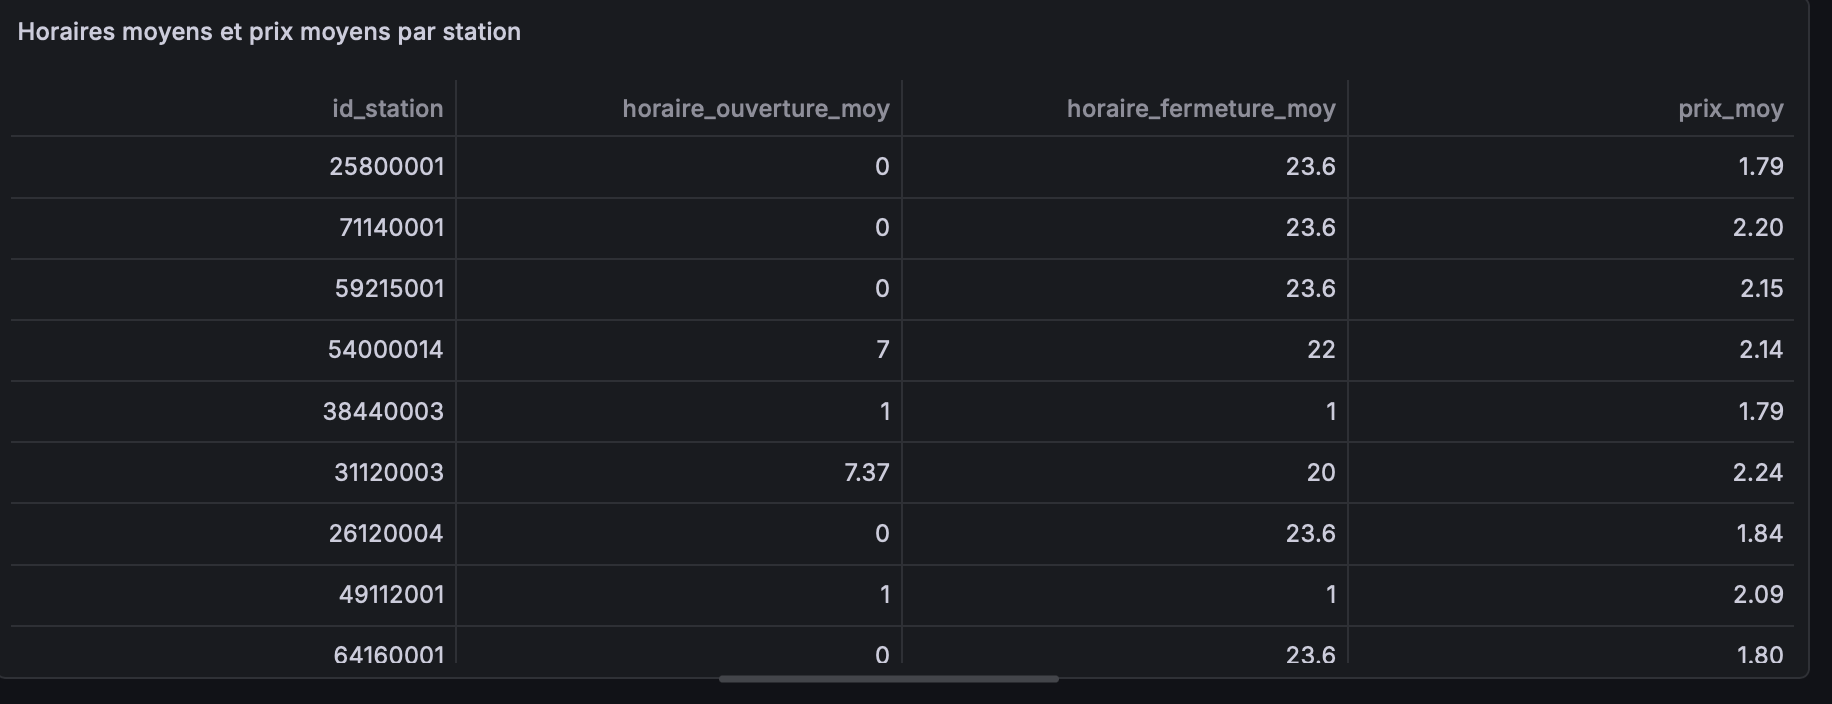 Horaires moyens et prix moyens par station
id_station horaire_ouverture_moy horaire_fermeture_moy prix_moy
25800001 0 23.6 1.79
71140001 0 23.6 2.20
59215001 0 23.6 2.15
54000014 7 22 2.14
38440003 1 1 1.79
31120003 7.37 20 2.24
26120004 0 23.6 1.84
49112001 1 1 2.09
64160001 0 23.6 1.80